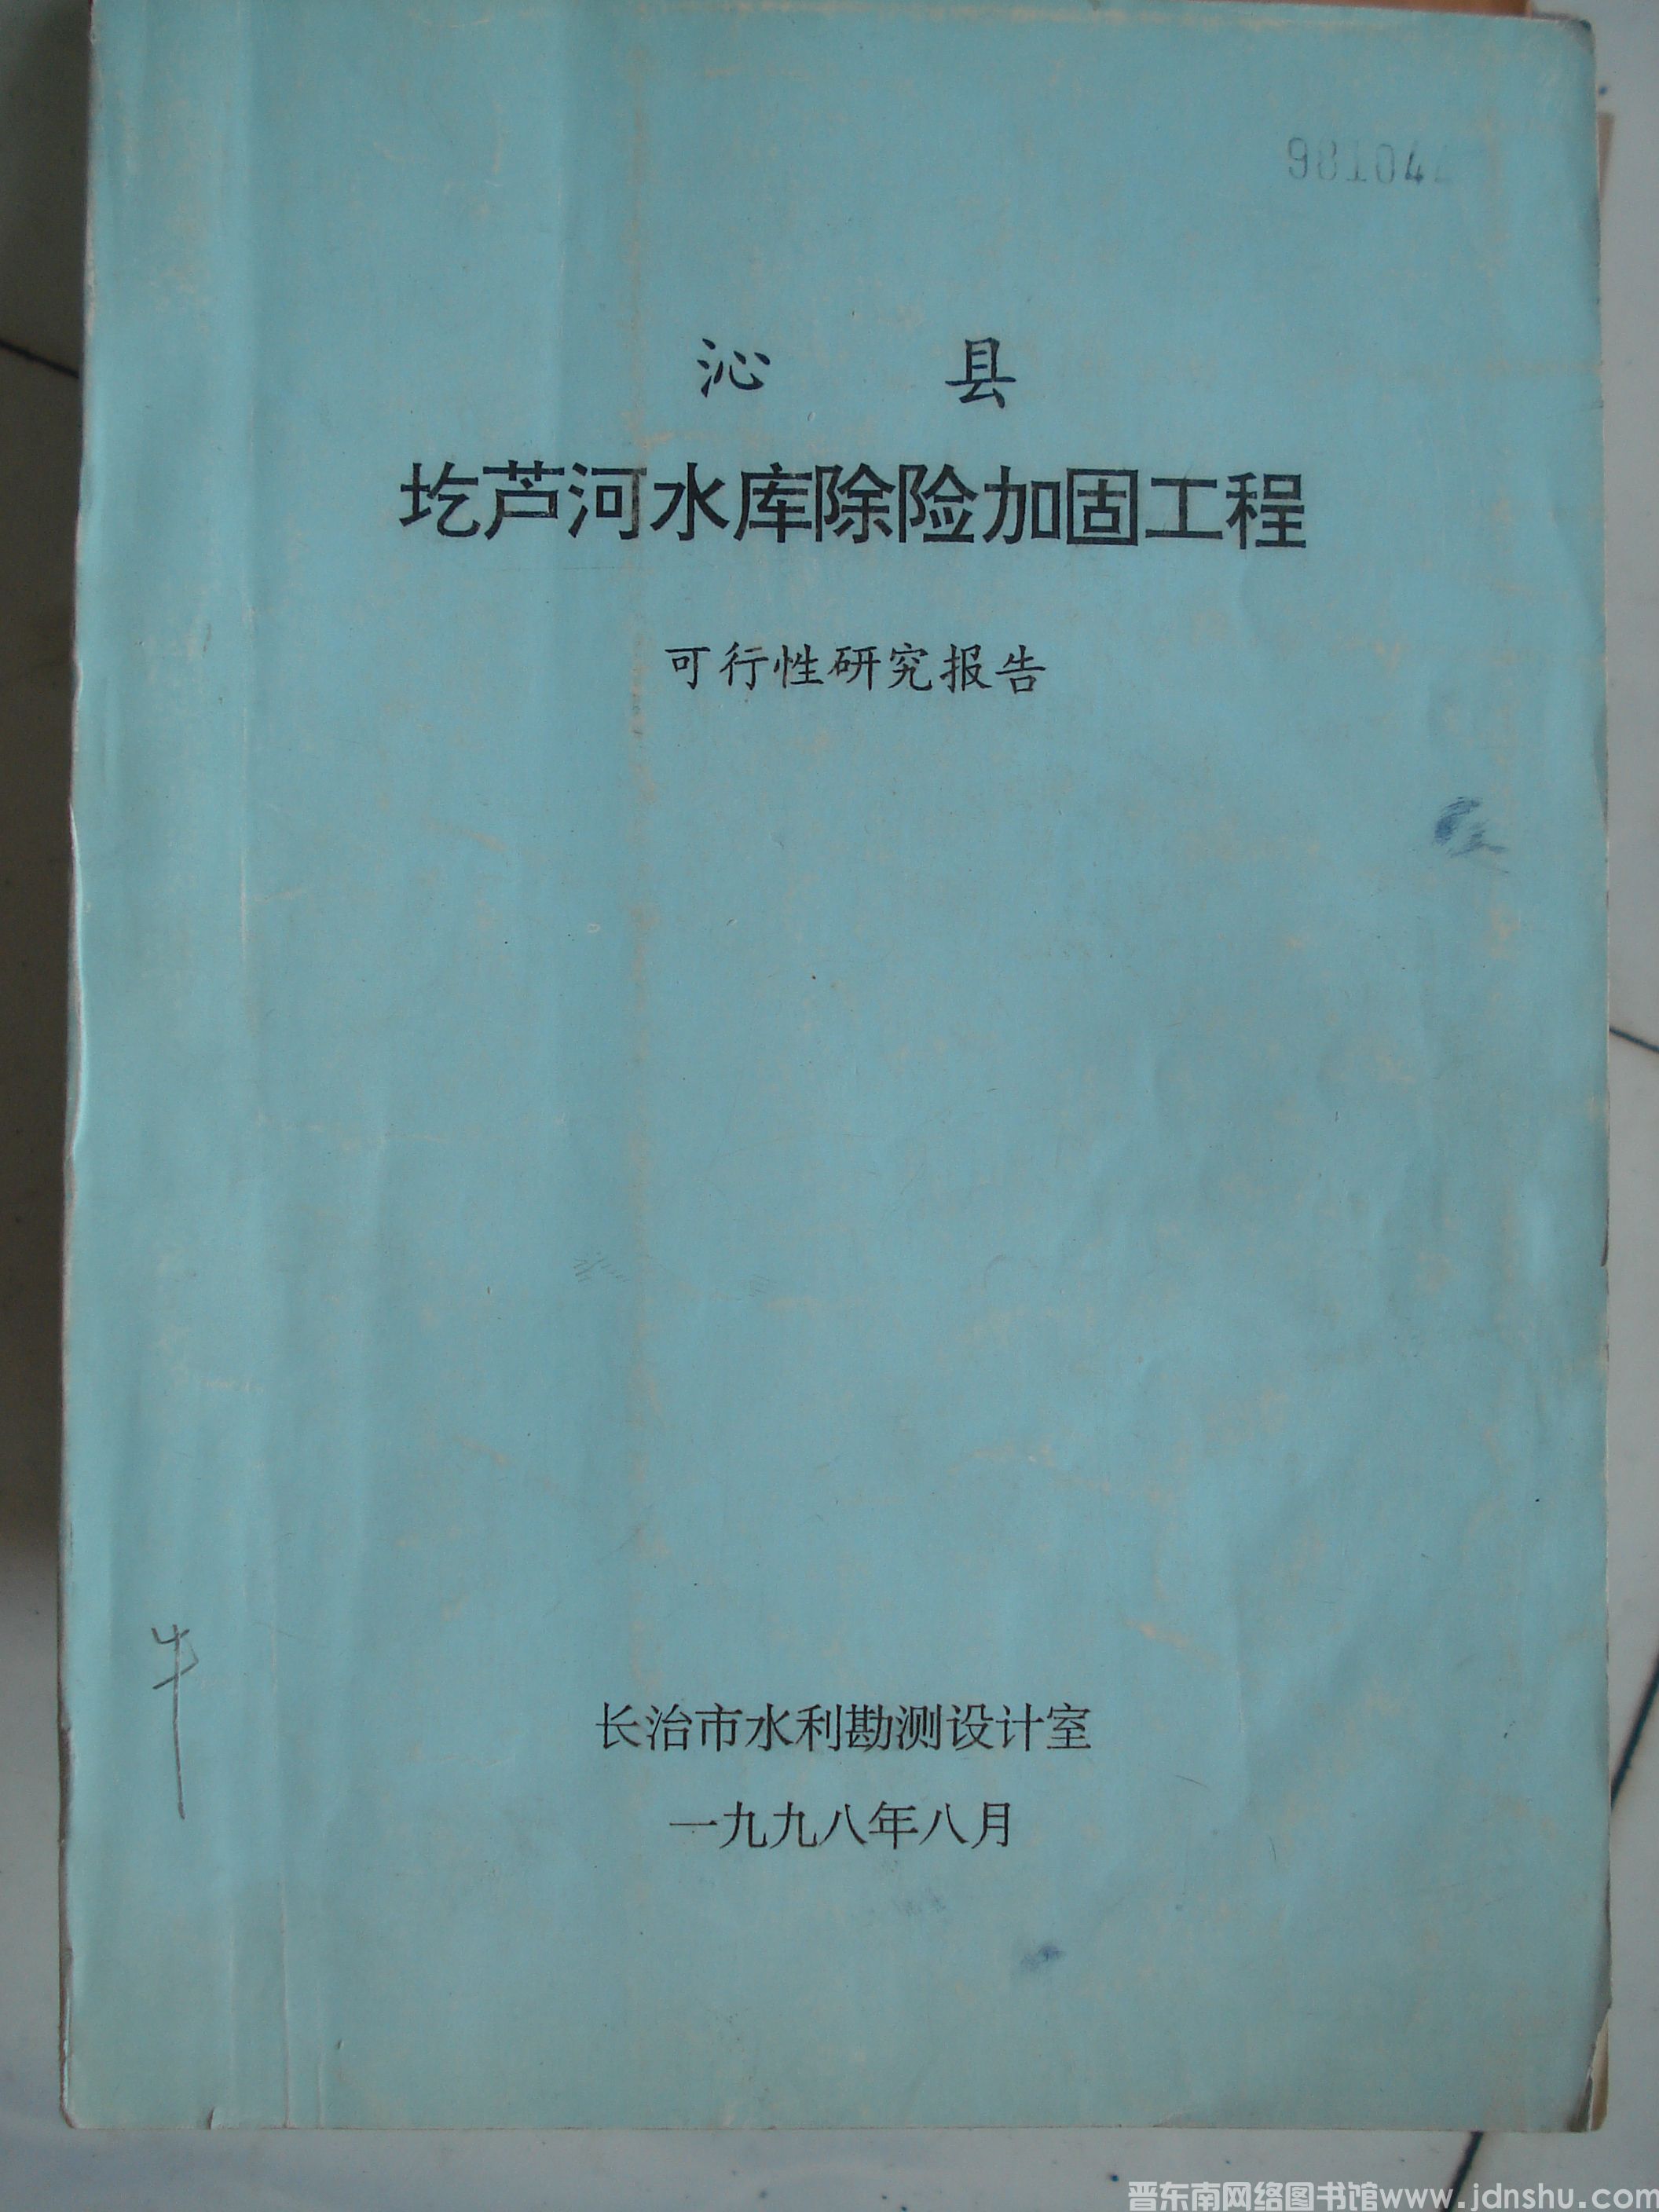 沁 县
圪芦河水库除险加固工程
可行性研究报告
牛
长治市水利勘测设计室
一九九八年八月
晋东南网络图书馆www.jdnshu.com